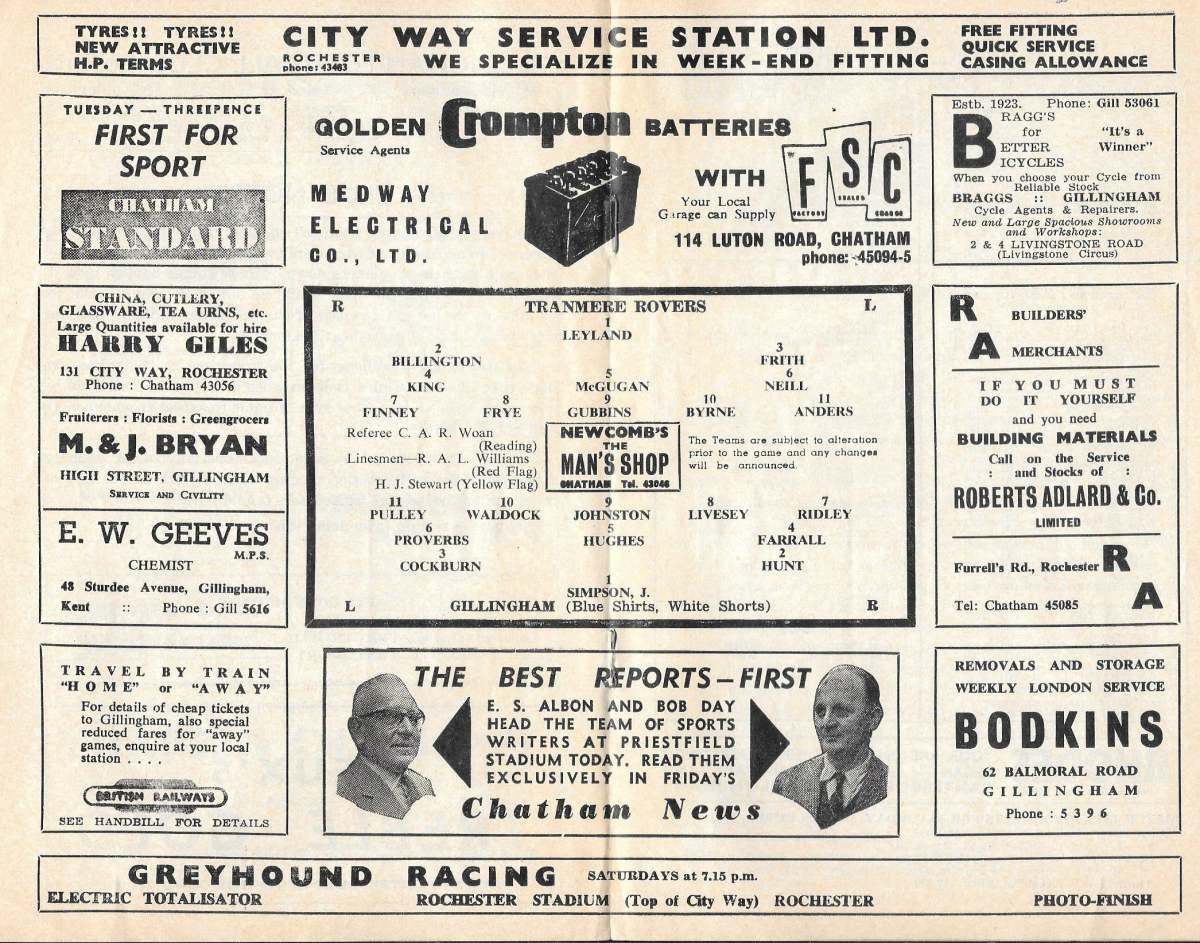 TYRES!! TYRES!!
NEW ATTRACTIVE
H.P. TERMS
CITY WAY SERVICE STATION LTD.
ROCHESTER
phone: 43463
WE SPECIALIZE IN WEEK-END FITTING
FREE FITTING
QUICK SERVICE
CASING ALLOWANCE
TUESDAY — THREEPENCE
FIRST FOR
SPORT
CHATHAM
STANDARD
GOLDEN Crompton BATTERIES
Service Agents
MEDWAY
ELECTRICAL
CO., LTD.
WITH
FSC
FACTORY SEALED CHARGE
Your Local
Garage can Supply
114 LUTON ROAD, CHATHAM
phone: 45094-5
Estb. 1923. Phone: Gill 53061
BRAGG'S
for
BETTER
BICYCLES
"It's a
Winner"
When you choose your Cycle from
Reliable Stock
BRAGGS :: GILLINGHAM
Cycle Agents & Repairers.
New and Large Spacious Showrooms
and Workshops:
2 & 4 LIVINGSTONE ROAD
(Livingstone Circus)
CHINA, CUTLERY,
GLASSWARE, TEA URNS, etc.
Large Quantities available for hire
HARRY GILES
131 CITY WAY, ROCHESTER
Phone : Chatham 43056
Fruiterers : Florists : Greengrocers
M. & J. BRYAN
HIGH STREET, GILLINGHAM
SERVICE AND CIVILITY
E. W. GEEVES
M.P.S.
CHEMIST
48 Sturdee Avenue, Gillingham,
Kent :: Phone : Gill 5616
R TRANMERE ROVERS L
1
LEYLAND
2 3
BILLINGTON FRITH
4 5 6
KING McGUGAN NEILL
7 8 9 10 11
FINNEY FRYE GUBBINS BYRNE ANDERS
Referee C. A. R. Woan
(Reading)
Linesmen—R. A. L. Williams
(Red Flag)
H. J. Stewart (Yellow Flag)
NEWCOMB'S
THE
MAN'S SHOP
CHATHAM Tel. 43046
The Teams are subject to alteration
prior to the game and any changes
will be announced.
11 10 9 8 7
PULLEY WALDOCK JOHNSTON LIVESEY RIDLEY
6 5 4
PROVERBS HUGHES FARRALL
3 2
COCKBURN HUNT
1
SIMPSON, J.
L GILLINGHAM (Blue Shirts, White Shorts) R
R BUILDERS'
A MERCHANTS
IF YOU MUST
DO IT YOURSELF
and you need
BUILDING MATERIALS
Call on the Service
: and Stocks of :
ROBERTS ADLARD & Co.
LIMITED
Furrell's Rd., Rochester R
Tel: Chatham 45085 A
TRAVEL BY TRAIN
"HOME" or "AWAY"
For details of cheap tickets
to Gillingham, also special
reduced fares for "away"
games, enquire at your local
station . . . .
BRITISH RAILWAYS
SEE HANDBILL FOR DETAILS
THE BEST REPORTS—FIRST
E. S. ALBON AND BOB DAY
HEAD THE TEAM OF SPORTS
WRITERS AT PRIESTFIELD
STADIUM TODAY. READ THEM
EXCLUSIVELY IN FRIDAY'S
Chatham News
REMOVALS AND STORAGE
WEEKLY LONDON SERVICE
BODKINS
62 BALMORAL ROAD
GILLINGHAM
Phone : 5396
GREYHOUND RACING SATURDAYS at 7.15 p.m.
ELECTRIC TOTALISATOR ROCHESTER STADIUM (Top of City Way) ROCHESTER PHOTO-FINISH